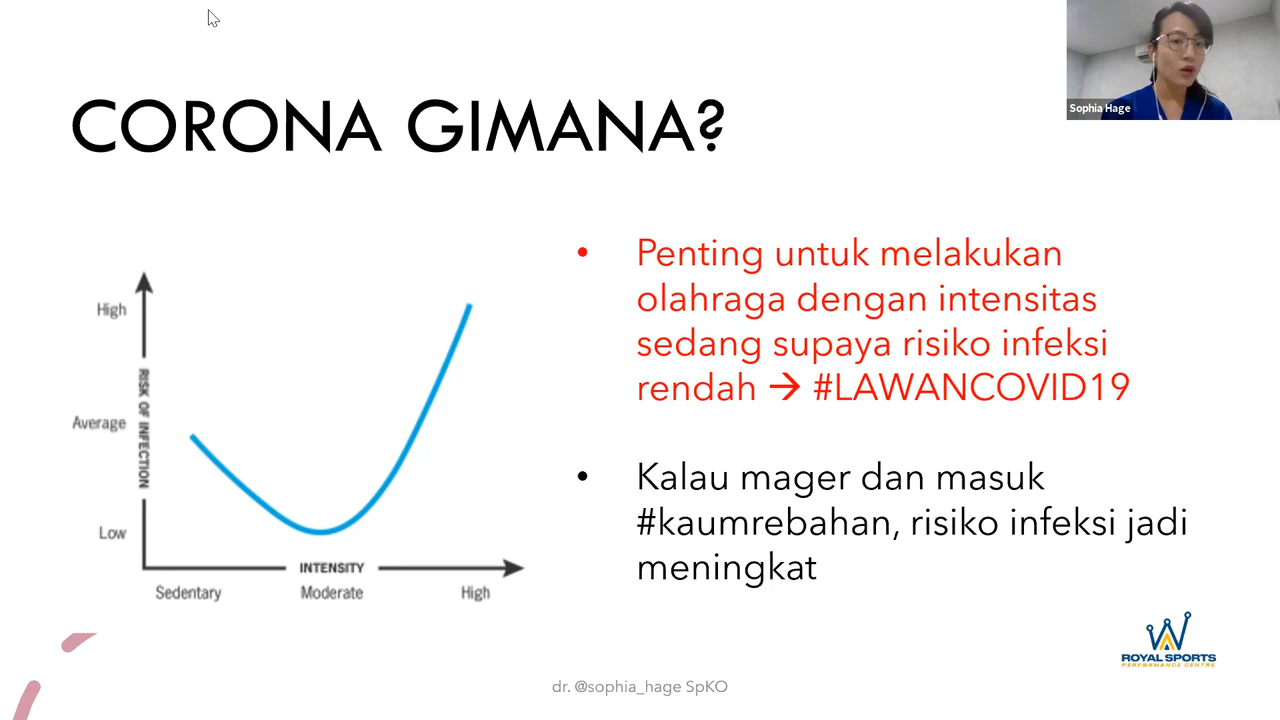 Sophia Hage
CORONA GIMANA?
High
Average
Low
RISK OF INFECTION
INTENSITY
Sedentary
Moderate
High
• Penting untuk melakukan
olahraga dengan intensitas
sedang supaya risiko infeksi
rendah → #LAWANCOVID19
• Kalau mager dan masuk
#kaumrebahan, risiko infeksi jadi
meningkat
ROYAL SPORTS
PERFORMANCE CENTRE
dr. @sophia_hage SpKO